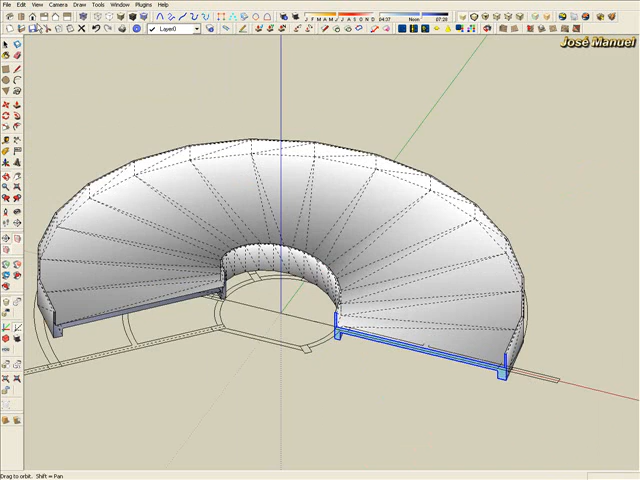 File Edit View Camera Draw Tools Window Plugins Help
J F M A M J J A S O N D 04:37 Noon 07:20
Layer0
José Manuel
Drag to orbit. Shift = Pan